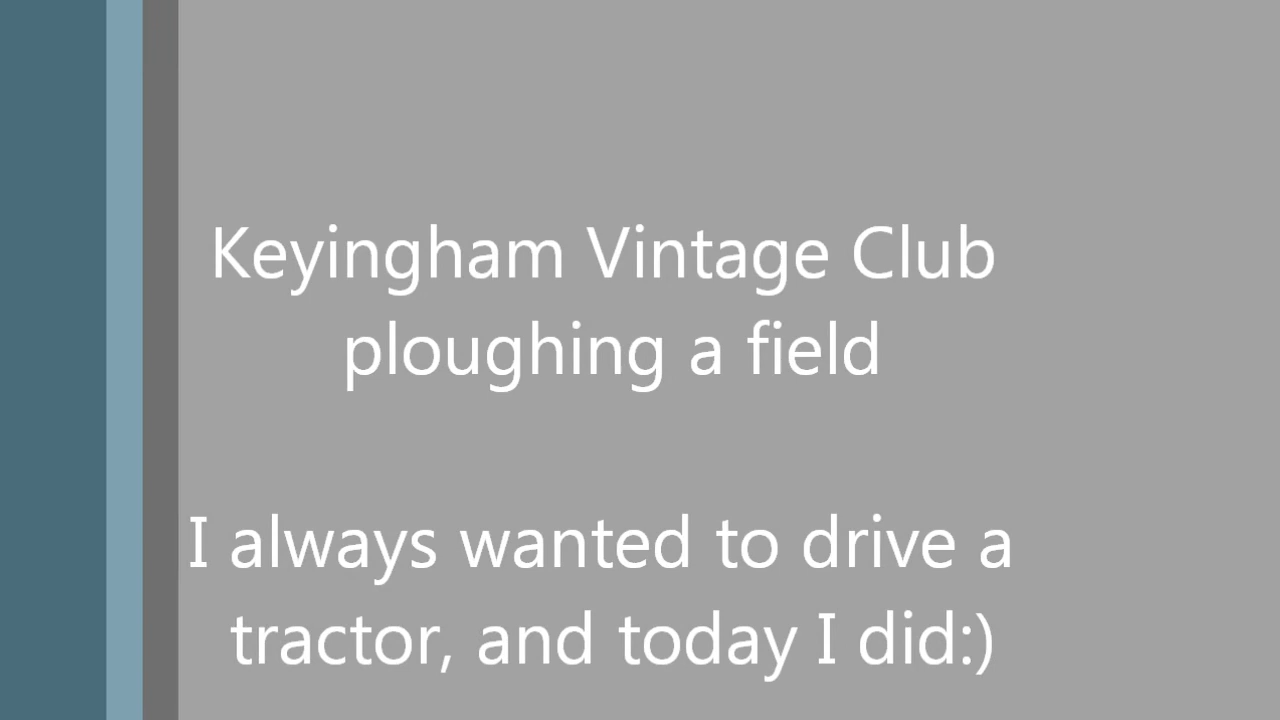 Keyingham Vintage Club
ploughing a field
I always wanted to drive a
tractor, and today I did:)